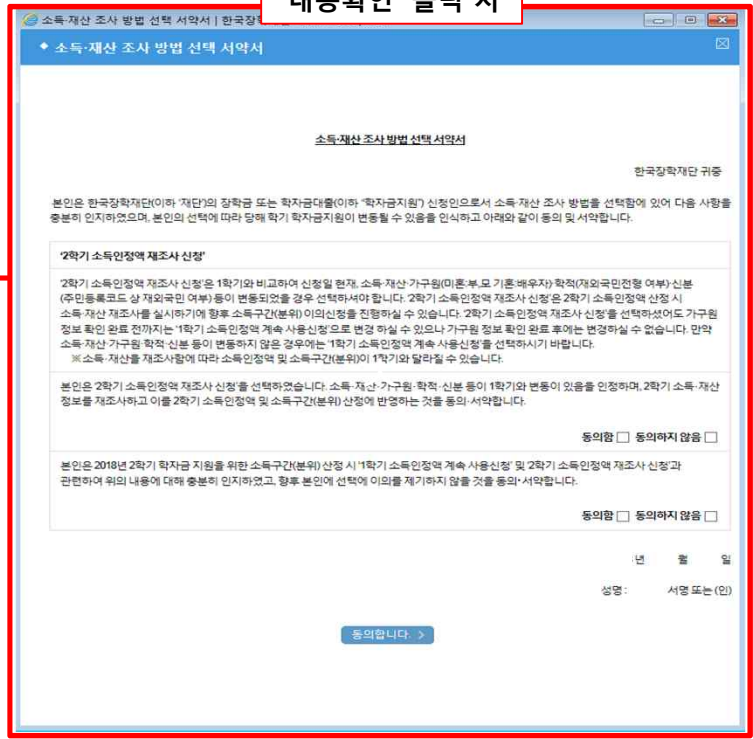 내용확인 클릭 시
소득·재산 조사 방법 선택 서약서 | 한국장학
소득·재산 조사 방법 선택 서약서
소득·재산 조사 방법 선택 서약서
한국장학재단 귀중
본인은 한국장학재단(이하 '재단')의 장학금 또는 학자금대출(이하 '학자금지원') 신청인으로서 소득·재산 조사 방법을 선택함에 있어 다음 사항을
충분히 인지하였으며, 본인의 선택에 따라 당해 학기 학자금지원이 변동될 수 있음을 인식하고 아래와 같이 동의 및 서약합니다.
'2학기 소득인정액 재조사 신청'
'2학기 소득인정액 재조사 신청'은 1학기와 비교하여 신청일 현재, 소득·재산·가구원(미혼:부,모 기혼:배우자)·학적(재외국민전형 여부)·신분
(주민등록코드 상 재외국민 여부) 등이 변동되었을 경우 선택하셔야 합니다. '2학기 소득인정액 재조사 신청'은 2학기 소득인정액 산정 시
소득·재산 재조사를 실시하기에 향후 소득구간(분위) 이의신청을 진행하실 수 있습니다. '2학기 소득인정액 재조사 신청'을 선택하셨어도 가구원
정보 확인 완료 전까지는 '1학기 소득인정액 계속 사용신청'으로 변경 하실 수 있으나 가구원 정보 확인 완료 후에는 변경하실 수 없습니다. 만약
소득·재산·가구원·학적·신분 등이 변동하지 않은 경우에는 '1학기 소득인정액 계속 사용신청'을 선택하시기 바랍니다.
※ 소득·재산을 재조사함에 따라 소득인정액 및 소득구간(분위)이 1학기와 달라질 수 있습니다.
본인은 '2학기 소득인정액 재조사 신청'을 선택하였습니다. 소득·재산·가구원·학적·신분 등이 1학기와 변동이 있음을 인정하며, 2학기 소득·재산
정보를 재조사하고 이를 2학기 소득인정액 및 소득구간(분위) 산정에 반영하는 것을 동의·서약합니다.
동의함 □ 동의하지 않음 □
본인은 2018년 2학기 학자금 지원을 위한 소득구간(분위) 산정 시 '1학기 소득인정액 계속 사용신청' 및 '2학기 소득인정액 재조사 신청'과
관련하여 위의 내용에 대해 충분히 인지하였고, 향후 본인에 선택에 이의를 제기하지 않을 것을 동의·서약합니다.
동의함 □ 동의하지 않음 □
년 월 일
성명 : 서명 또는 (인)
동의합니다. >